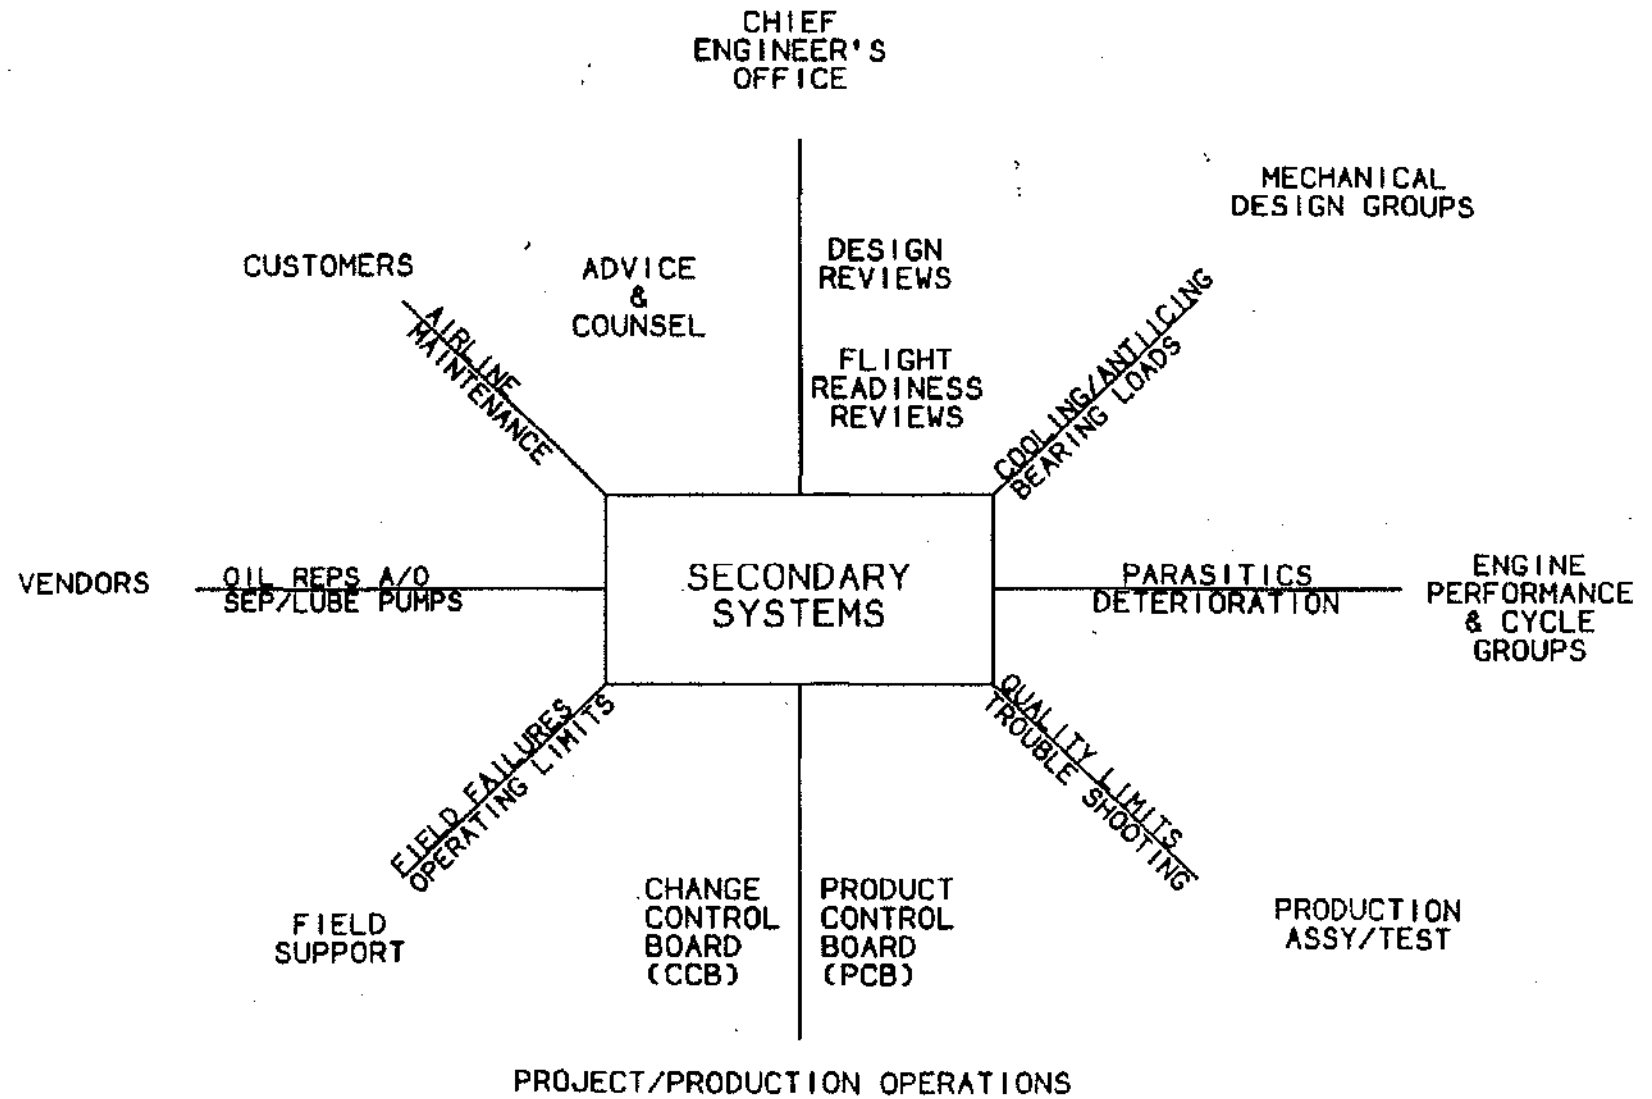 CHIEF
ENGINEER'S
OFFICE
MECHANICAL
DESIGN GROUPS
CUSTOMERS
ADVICE
&
COUNSEL
DESIGN
REVIEWS
FLIGHT
READINESS
REVIEWS
AIRLINE
MAINTENANCE
COOLING/ANTIICING
BEARING LOADS
VENDORS
OIL REPS A/O
SEP/LUBE PUMPS
SECONDARY
SYSTEMS
PARASITICS
DETERIORATION
ENGINE
PERFORMANCE
& CYCLE
GROUPS
FIELD FAILURES
OPERATING LIMITS
QUALITY LIMITS
TROUBLE SHOOTING
FIELD
SUPPORT
CHANGE
CONTROL
BOARD
(CCB)
PRODUCT
CONTROL
BOARD
(PCB)
PRODUCTION
ASSY/TEST
PROJECT/PRODUCTION OPERATIONS